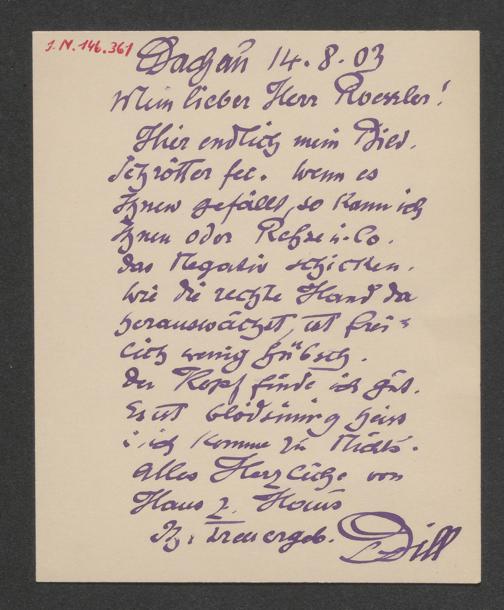 I.N. 146.361
Dachau 14.8.03
Mein lieber Herr Roessler!
Hier endlich mein Bild.
Schrötter fec. wenn es
Ihnen gefällt, so kann ich
Ihnen oder Rehse u. Co.
das Negativ schicken.
wie die rechte Hand da
herauswächst, ist frei=
lich wenig hübsch.
der Kopf finde ich gut.
Es ist blödsinnig heiss
u. ich komme zu Nichts.
Alles Herzliche von
Haus z. Haus
Ih. treuergeb. Dill